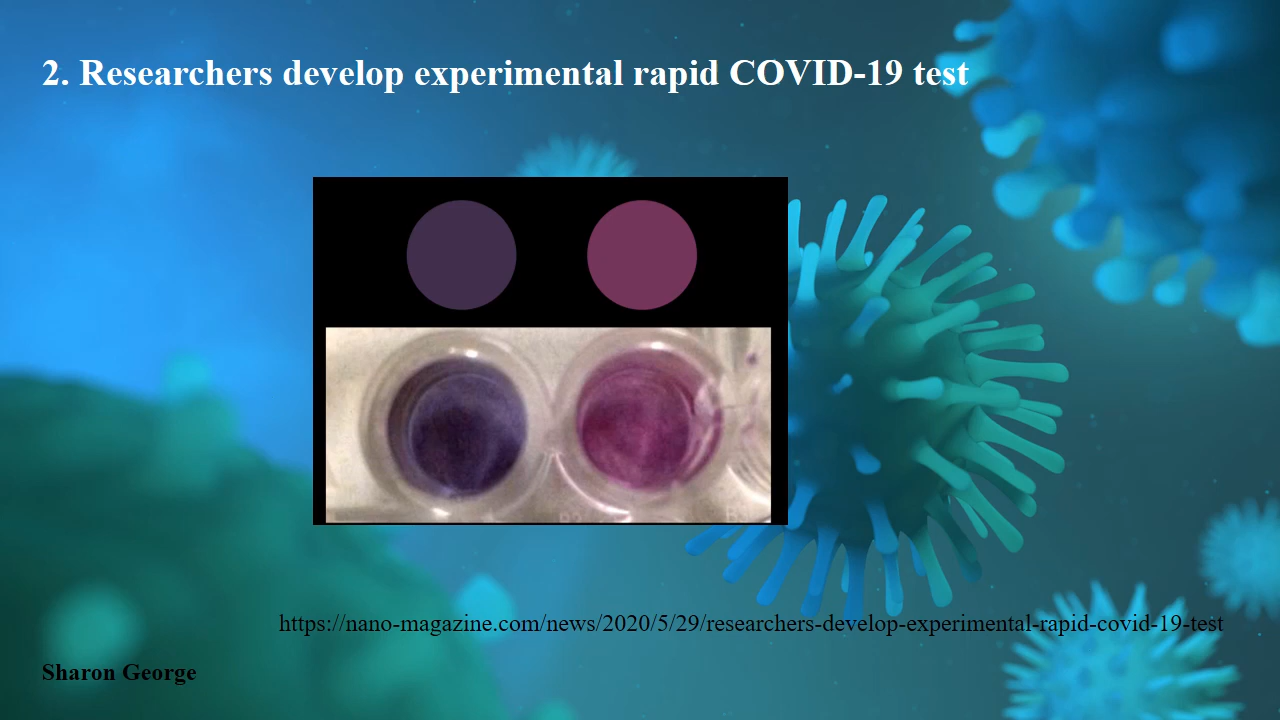 2. Researchers develop experimental rapid COVID-19 test
https://nano-magazine.com/news/2020/5/29/researchers-develop-experimental-rapid-covid-19-test
Sharon George